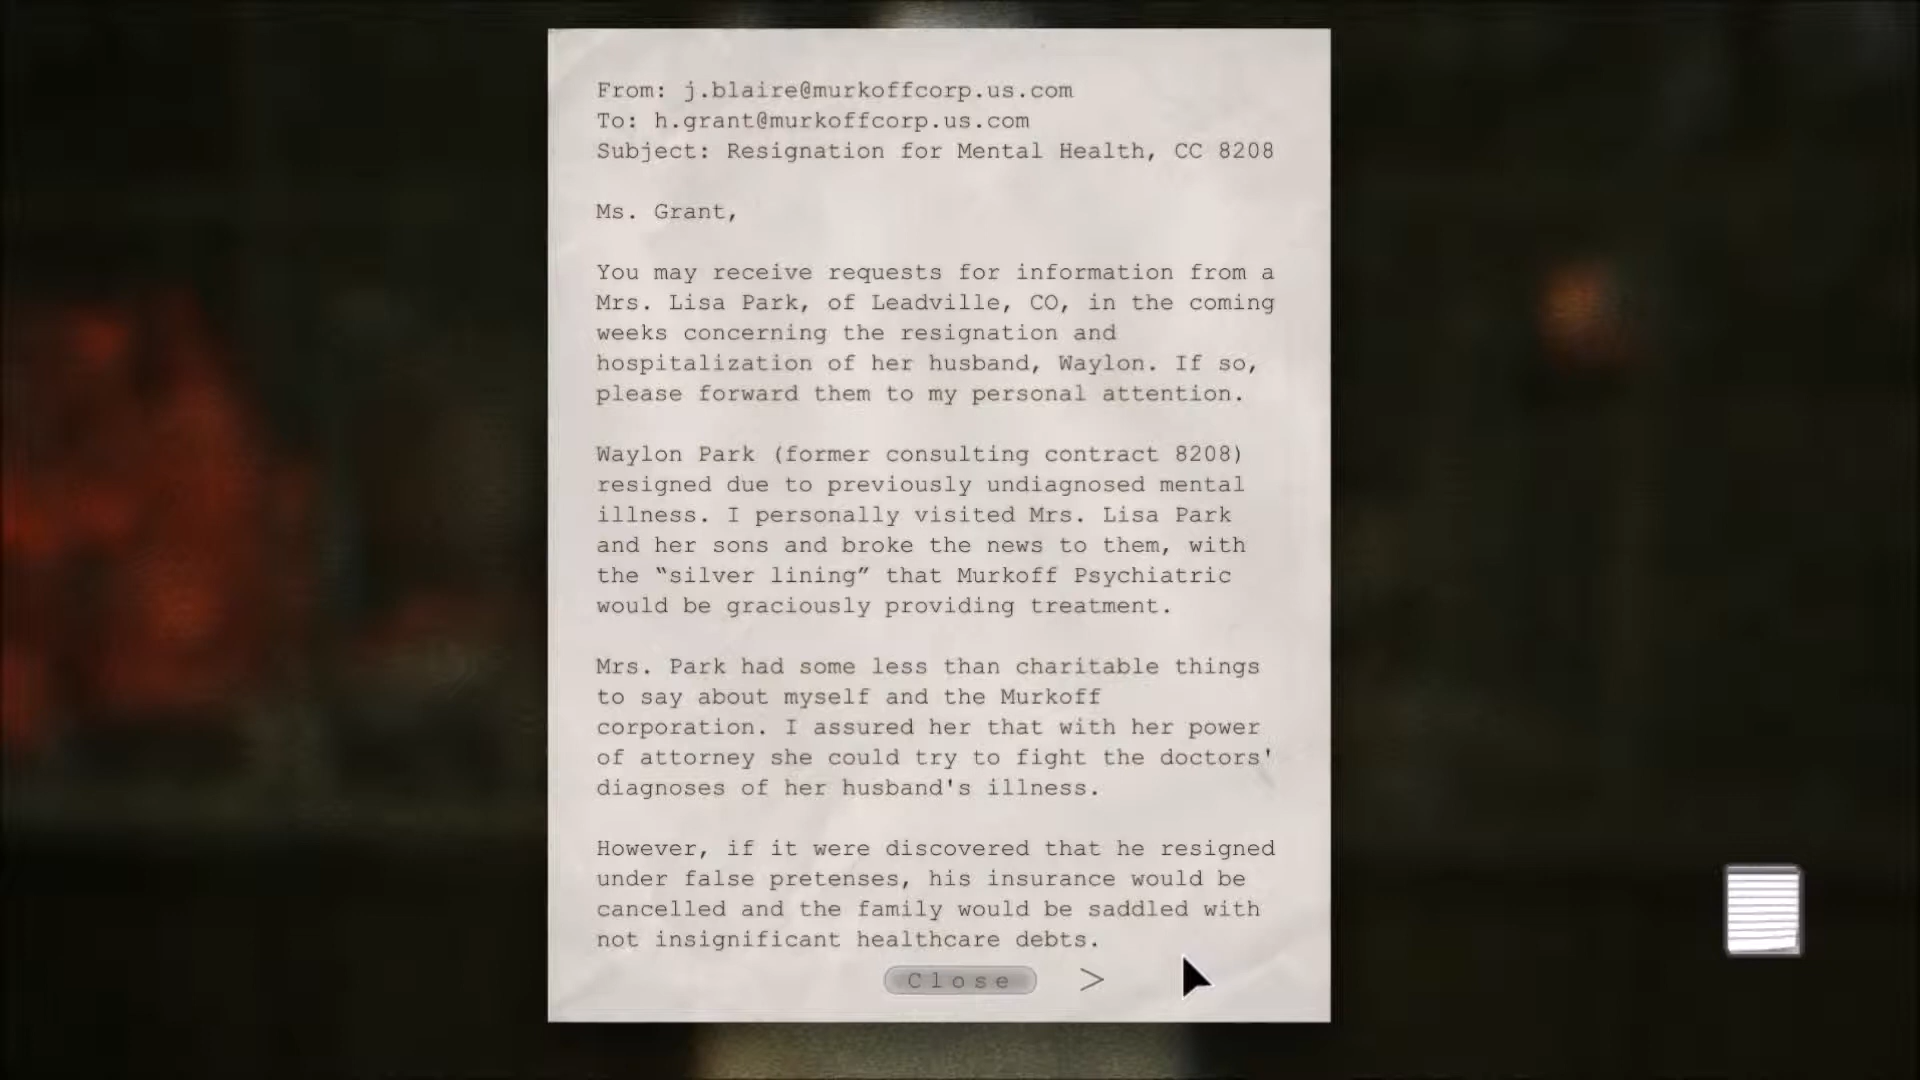 From: j.blaire@murkoffcorp.us.com
To: h.grant@murkoffcorp.us.com
Subject: Resignation for Mental Health, CC 8208
Ms. Grant,
You may receive requests for information from a
Mrs. Lisa Park, of Leadville, CO, in the coming
weeks concerning the resignation and
hospitalization of her husband, Waylon. If so,
please forward them to my personal attention.
Waylon Park (former consulting contract 8208)
resigned due to previously undiagnosed mental
illness. I personally visited Mrs. Lisa Park
and her sons and broke the news to them, with
the “silver lining” that Murkoff Psychiatric
would be graciously providing treatment.
Mrs. Park had some less than charitable things
to say about myself and the Murkoff
corporation. I assured her that with her power
of attorney she could try to fight the doctors'
diagnoses of her husband's illness.
However, if it were discovered that he resigned
under false pretenses, his insurance would be
cancelled and the family would be saddled with
not insignificant healthcare debts.
Close >